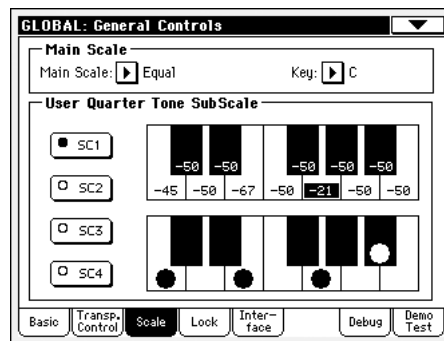 GLOBAL: General Controls
Main Scale
Main Scale: Equal Key: C
User Quarter Tone SubScale
SC1
SC2
SC3
SC4
-50 -50 -50 -50 -50
-45 -50 -67 -50 -21 -50 -50
Basic Transp. Control Scale Lock Inter- face Debug Demo Test